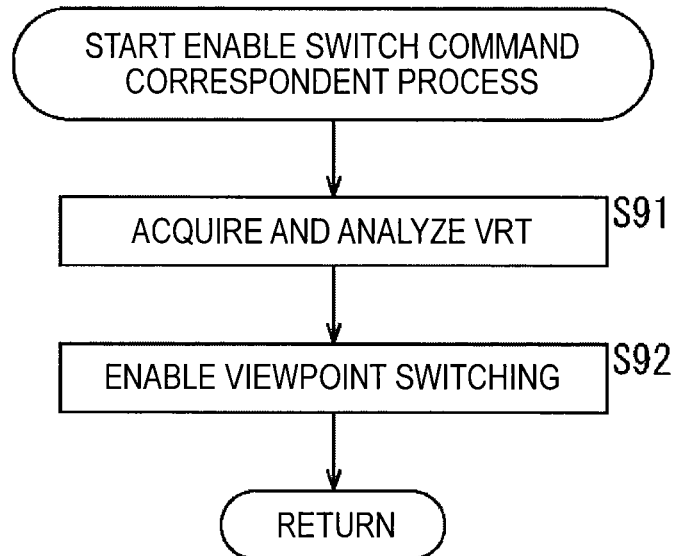 START ENABLE SWITCH COMMAND
CORRESPONDENT PROCESS
S91
ACQUIRE AND ANALYZE VRT
S92
ENABLE VIEWPOINT SWITCHING
RETURN